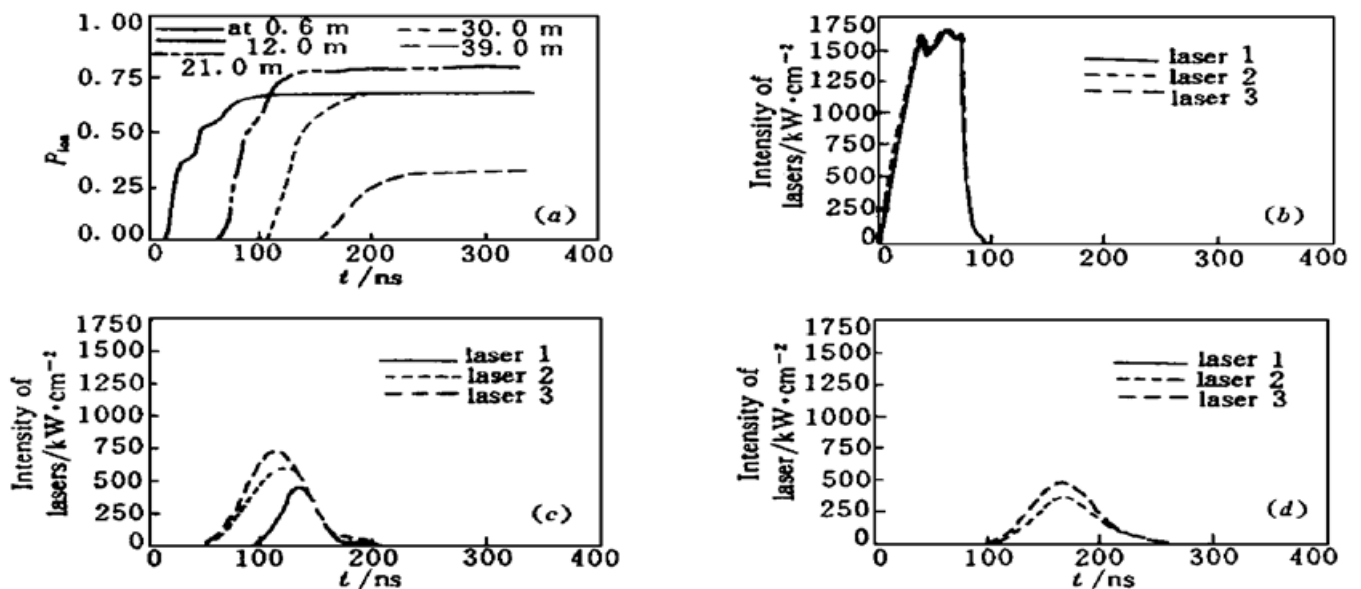 1.00
at 0.6 m
30.0 m
12.0 m
39.0 m
21.0 m
0.75
0.50
0.25
0.00
P_ion
(a)
0 100 200 300 400
t/ns
1750
1500
1250
1000
750
500
250
0
Intensity of
lasers/kW·cm⁻²
laser 1
laser 2
laser 3
(b)
0 100 200 300 400
t/ns
1750
1500
1250
1000
750
500
250
0
Intensity of
lasers/kW·cm⁻²
laser 1
laser 2
laser 3
(c)
0 100 200 300 400
t/ns
1750
1500
1250
1000
750
500
250
0
Intensity of
laser/kW·cm⁻²
laser 1
laser 2
laser 3
(d)
0 100 200 300 400
t/ns